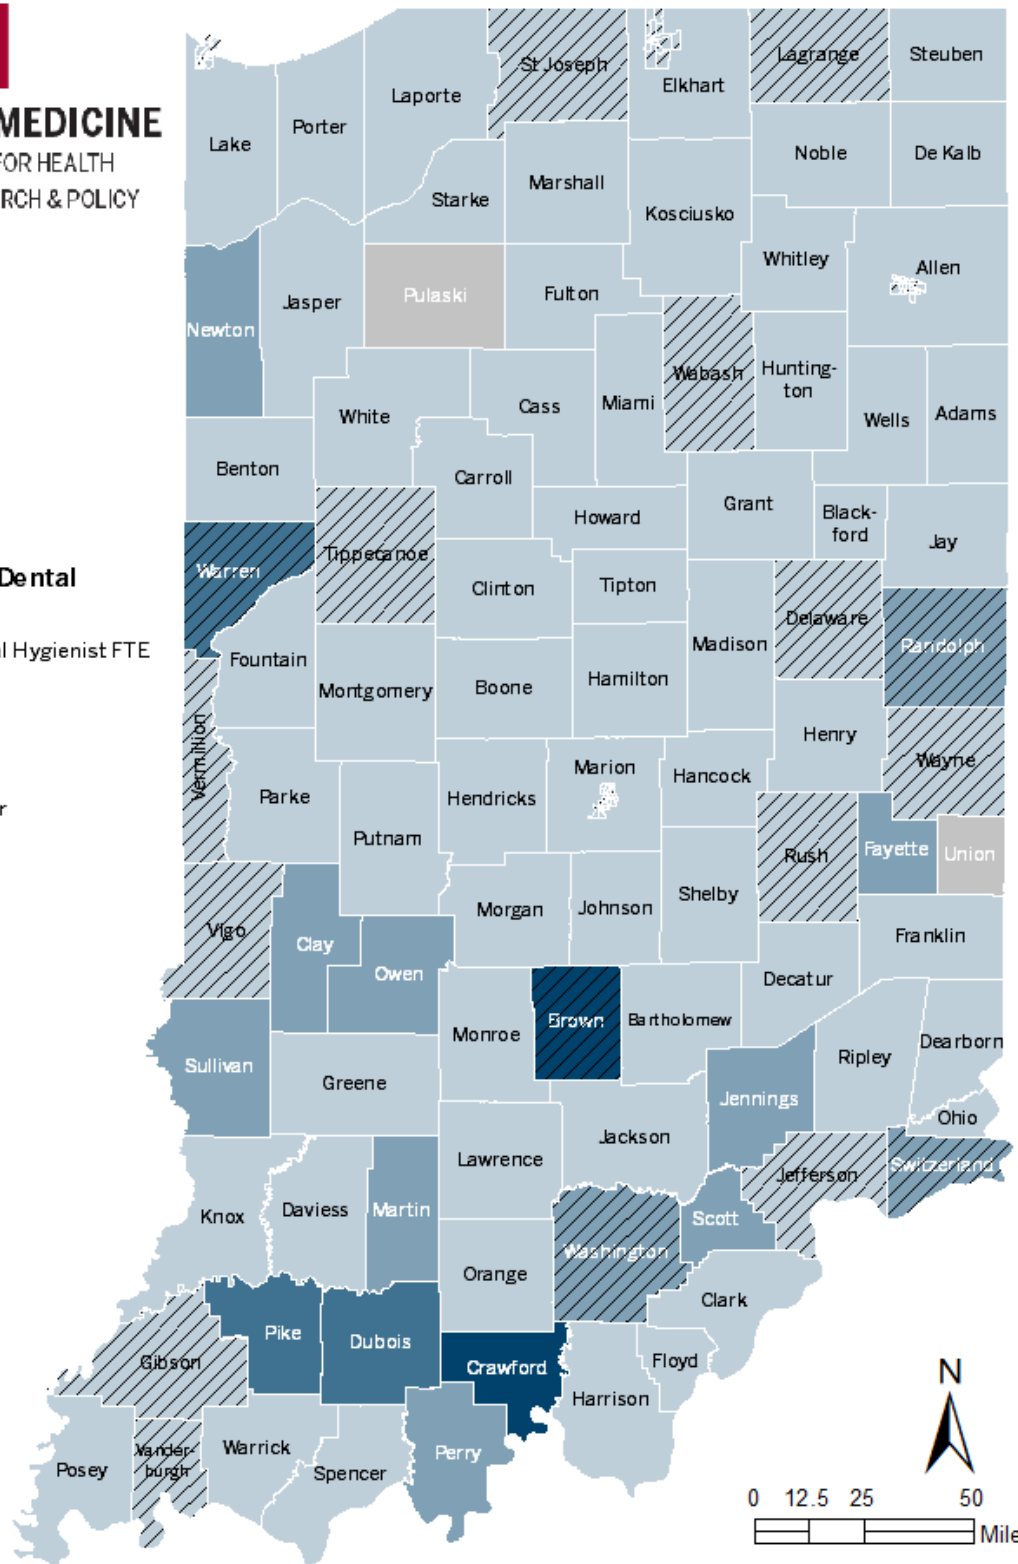 MEDICINE
FOR HEALTH
RCH & POLICY
Dental
l Hygienist FTE
r
St Joseph
Lagrange
Steuben
Elkhart
Laporte
Porter
Lake
Noble
De Kalb
Marshall
Starke
Kosciusko
Whitley
Allen
Pulaski
Fulton
Jasper
Newton
Wabash
Hunting-
ton
Miami
Cass
White
Wells
Adams
Benton
Carroll
Grant
Howard
Black-
ford
Jay
Warren
Tippecanoe
Clinton
Tipton
Delaware
Randolph
Madison
Fountain
Montgomery
Boone
Hamilton
Henry
Wayne
Vermillion
Parke
Hendricks
Marion
Hancock
Putnam
Rush
Fayette
Union
Shelby
Morgan
Johnson
Vigo
Clay
Owen
Franklin
Decatur
Monroe
Brown
Bartholomew
Dearborn
Ripley
Sullivan
Greene
Jennings
Ohio
Jackson
Lawrence
Switzerland
Jefferson
Knox
Daviess
Martin
Scott
Washington
Orange
Clark
Pike
Dubois
Gibson
Crawford
Floyd
Harrison
Posey
Vander-
burgh
Warrick
Spencer
Perry
N
0 12.5 25 50
Mile